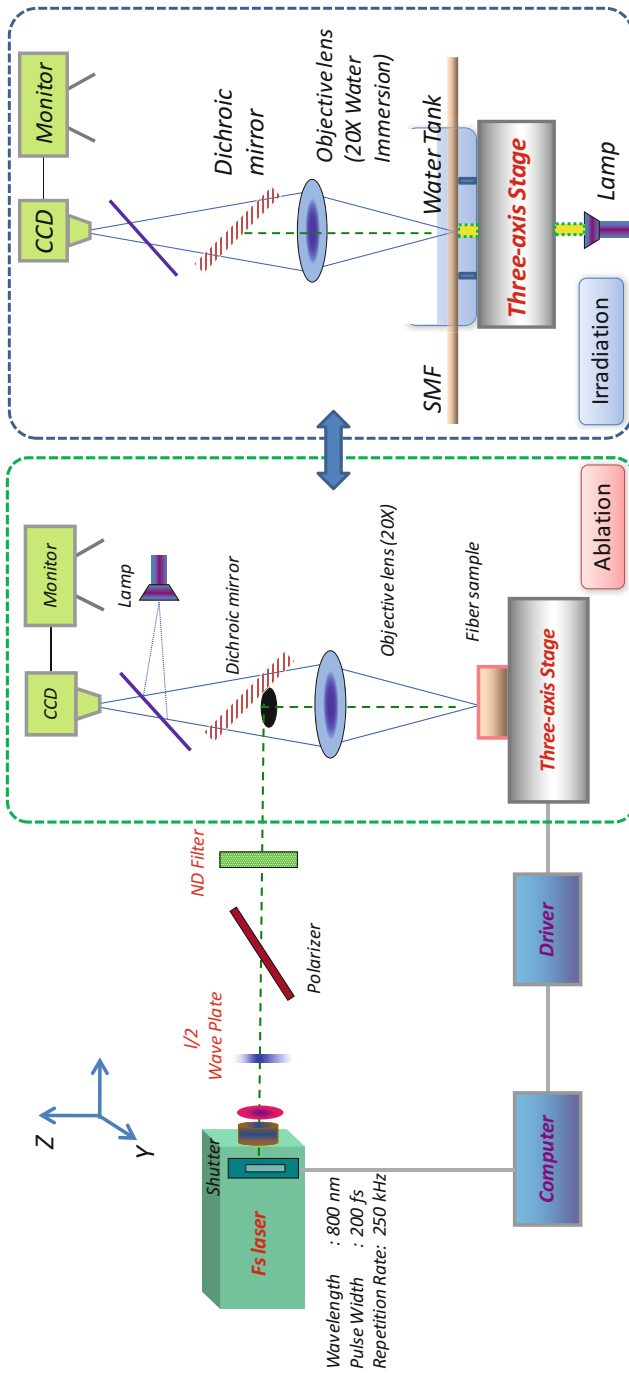 Z
Y
Shutter
Fs laser
Wavelength : 800 nm
Pulse Width : 200 fs
Repetition Rate: 250 kHz
l/2
Wave Plate
Polarizer
ND Filter
Computer
Driver
CCD
Monitor
Lamp
Dichroic mirror
Objective lens (20X)
Fiber sample
Three-axis Stage
Ablation
CCD
Monitor
Dichroic
mirror
Objective lens
(20X Water
Immersion)
Water Tank
SMF
Three-axis Stage
Lamp
Irradiation